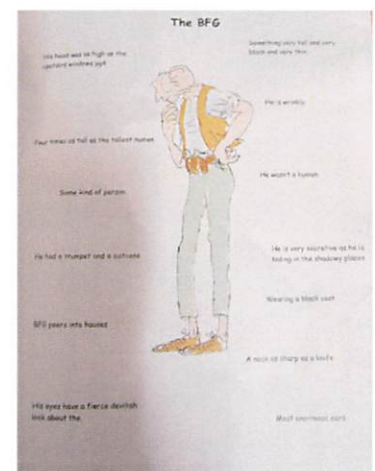 The BFG
His head was as high as the
upstairs windows
Something very tall and very
black and very thin
He is wrinkly
Four times as tall as the tallest human
He wasn't a human
Some kind of person
He had a trumpet and a suitcase
He is very secretive as he is
hiding in the shadowy places
Wearing a black coat
BFG peers into houses
A nose as sharp as a knife
His eyes have a fierce devilish
look about the.
Most enormous ears